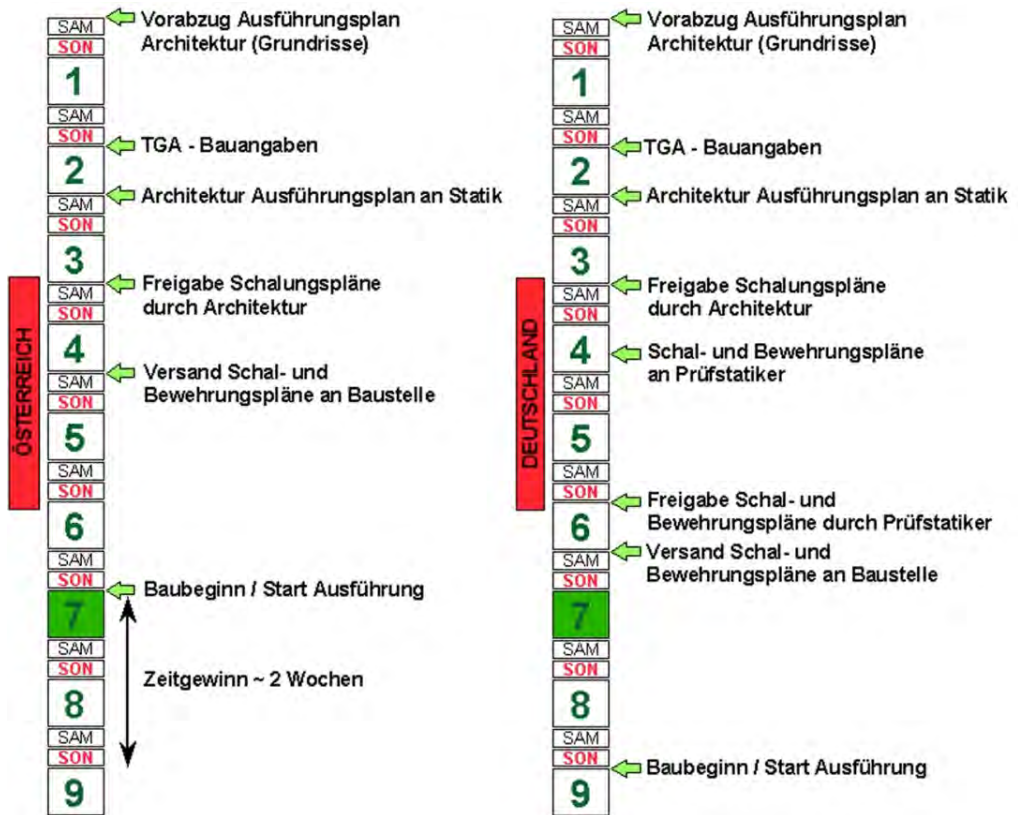 SAM
Vorabzug Ausführungsplan
Architektur (Grundrisse)
SON
1
SAM
SON
TGA - Bauangaben
2
Architektur Ausführungsplan an Statik
SAM
SON
3
Freigabe Schalungspläne
durch Architektur
SAM
SON
4
Versand Schal- und
Bewehrungspläne an Baustelle
SAM
SON
5
SAM
SON
6
SAM
SON
Baubeginn / Start Ausführung
7
SAM
Zeitgewinn ~ 2 Wochen
SON
8
SAM
SON
9
ÖSTERREICH
SAM
Vorabzug Ausführungsplan
Architektur (Grundrisse)
SON
1
SAM
SON
TGA - Bauangaben
2
Architektur Ausführungsplan an Statik
SAM
SON
3
Freigabe Schalungspläne
durch Architektur
SAM
SON
4
Schal- und Bewehrungspläne
an Prüfstatiker
SAM
SON
5
SAM
SON
Freigabe Schal- und
Bewehrungspläne durch Prüfstatiker
6
Versand Schal- und
Bewehrungspläne an Baustelle
SAM
SON
7
SAM
SON
8
SAM
SON
Baubeginn / Start Ausführung
9
DEUTSCHLAND